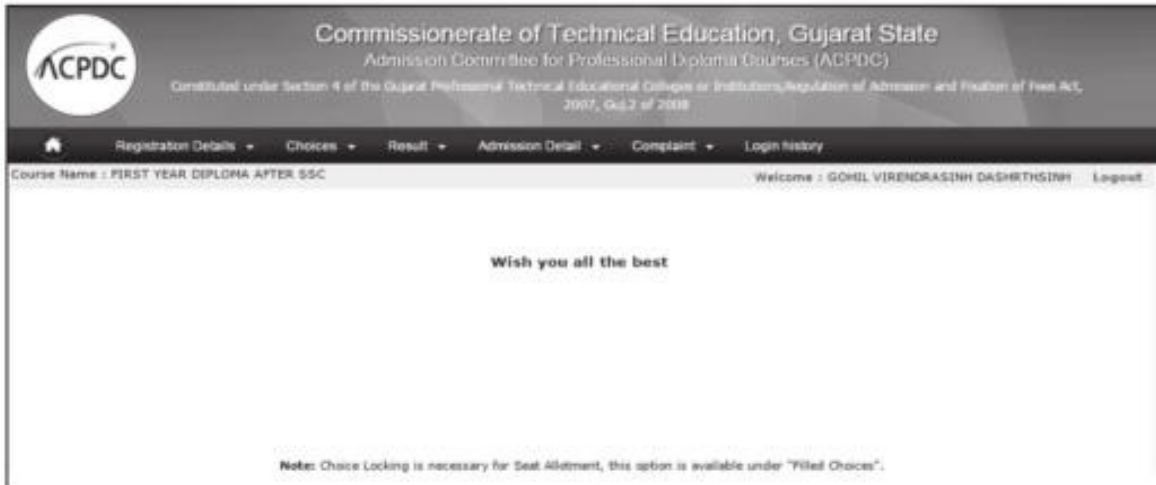 ACPDC
Commissionerate of Technical Education, Gujarat State
Admission Committee for Professional Diploma Courses (ACPDC)
Constituted under Section 4 of the Gujarat Professional Technical Educational Colleges or Institutions,Regulation of Admission and Fixation of Fees Act,
2007, Guj.2 of 2008
Registration Details Choices Result Admission Detail Complaint Login history
Course Name : FIRST YEAR DIPLOMA AFTER SSC Welcome : GOHIL VIRENDRASINH DASHRTHSINH Logout
Wish you all the best
Note: Choice Locking is necessary for Seat Allotment, this option is available under "Filled Choices".